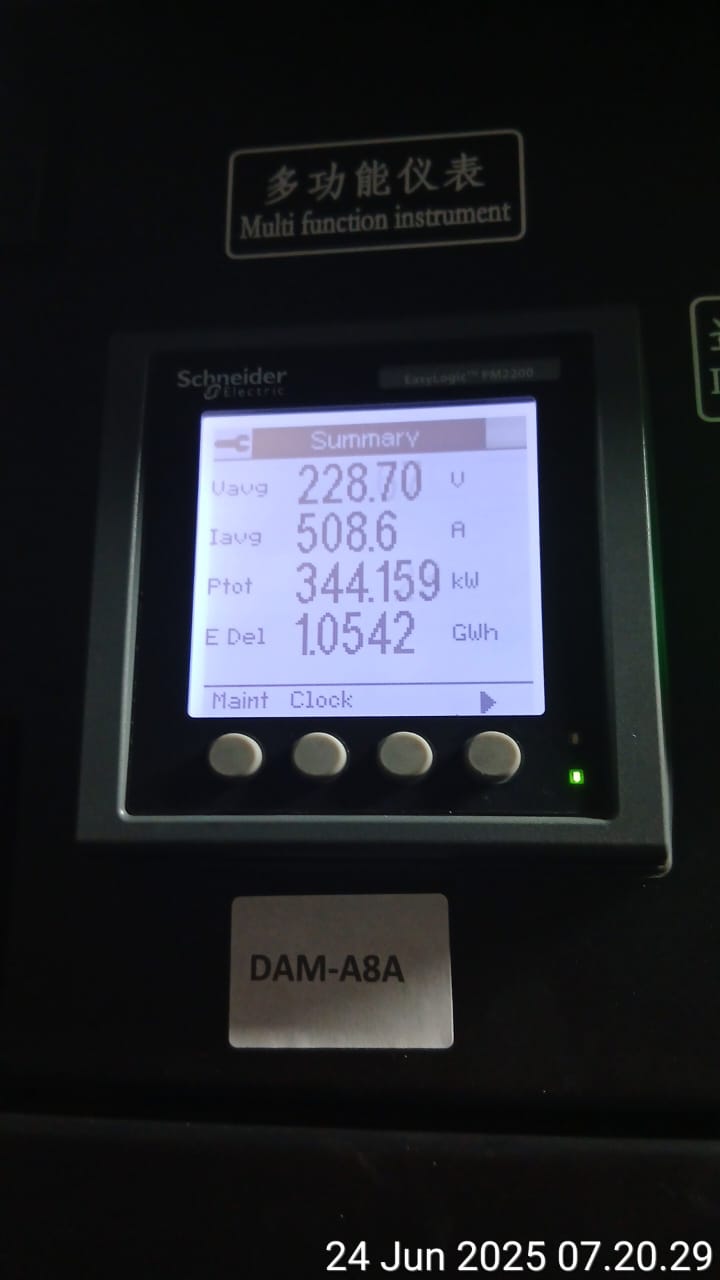 多功能仪表
Multi function instrument
Schneider
Electric
EasyLogic™ PM2200
Summary
Vavg 228.70 V
Iavg 508.6 A
Ptot 344.159 kW
E Del 1.0542 GWh
Maint Clock
DAM-A8A
24 Jun 2025 07.20.29